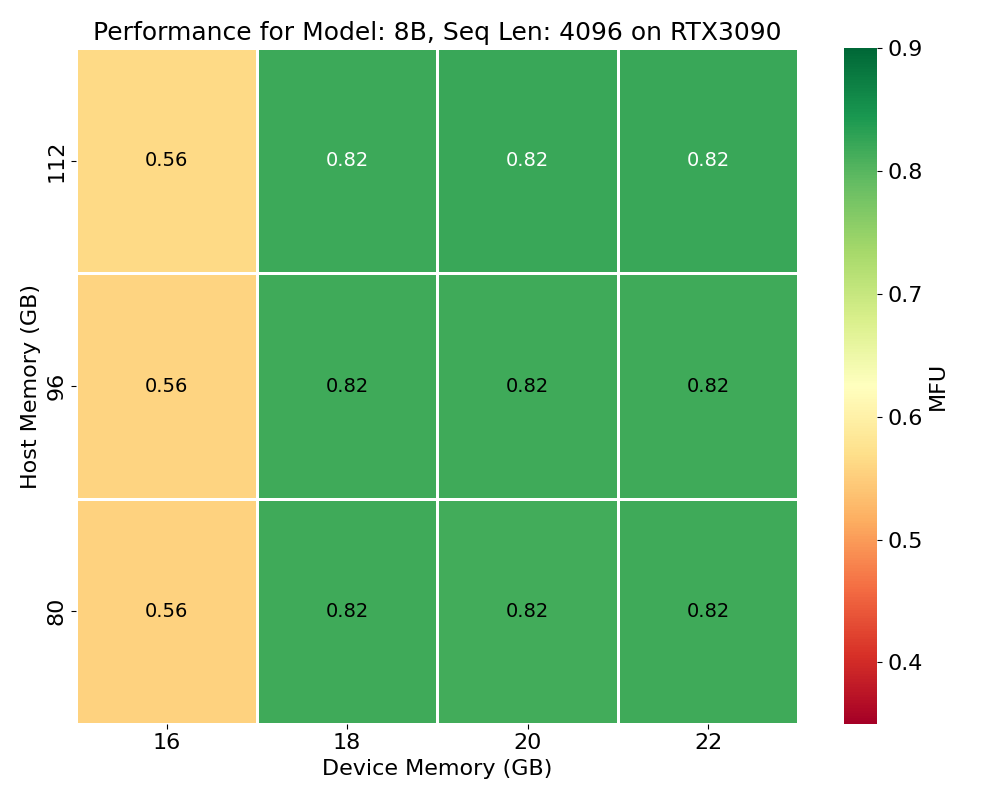 Performance for Model: 8B, Seq Len: 4096 on RTX3090
112
0.56 0.82 0.82 0.82
96
0.56 0.82 0.82 0.82
80
0.56 0.82 0.82 0.82
Host Memory (GB)
16 18 20 22
Device Memory (GB)
0.9
0.8
0.7
0.6
0.5
0.4
MFU